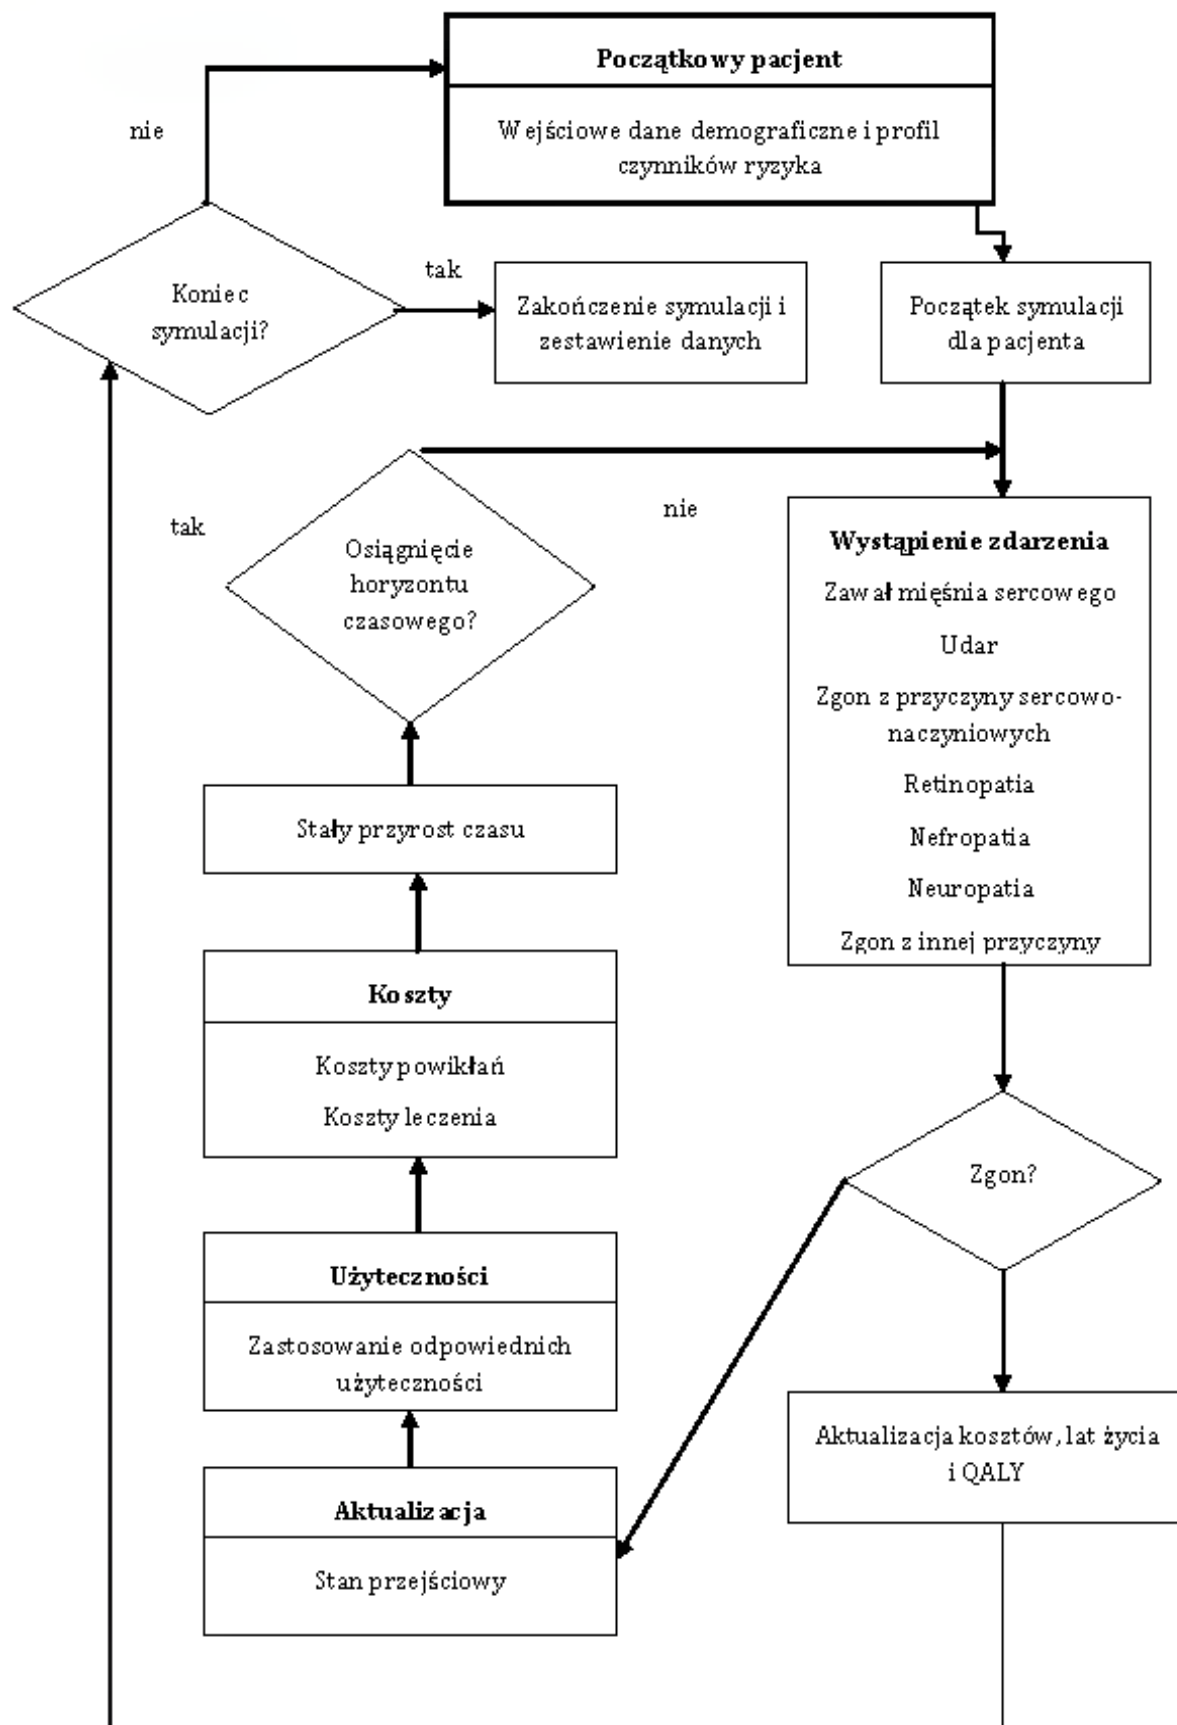 Początkowy pacjent
Wejściowe dane demograficzne i profil
czynników ryzyka
nie
Koniec
symulacji?
tak
Zakończenie symulacji i
zestawienie danych
Początek symulacji
dla pacjenta
tak
Osiągnięcie
horyzontu
czasowego?
nie
Wystąpienie zdarzenia
Zawał mięśnia sercowego
Udar
Zgon z przyczyny sercowo-
naczyniowych
Retinopatia
Nefropatia
Neuropatia
Zgon z innej przyczyny
Stały przyrost czasu
Koszty
Koszty powikłań
Koszty leczenia
Zgon?
Użyteczności
Zastosowanie odpowiednich
użyteczności
Aktualizacja kosztów, lat życia
i QALY
Aktualizacja
Stan przejściowy